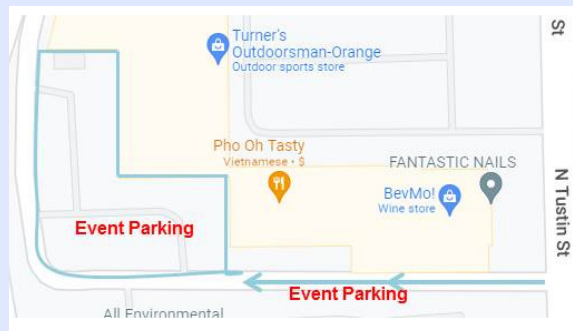 Turner's
Outdoorsman-Orange
Outdoor sports store
St
Pho Oh Tasty
Vietnamese • $
FANTASTIC NAILS
BevMo!
Wine store
N Tustin St
Event Parking
Event Parking
All Environmental